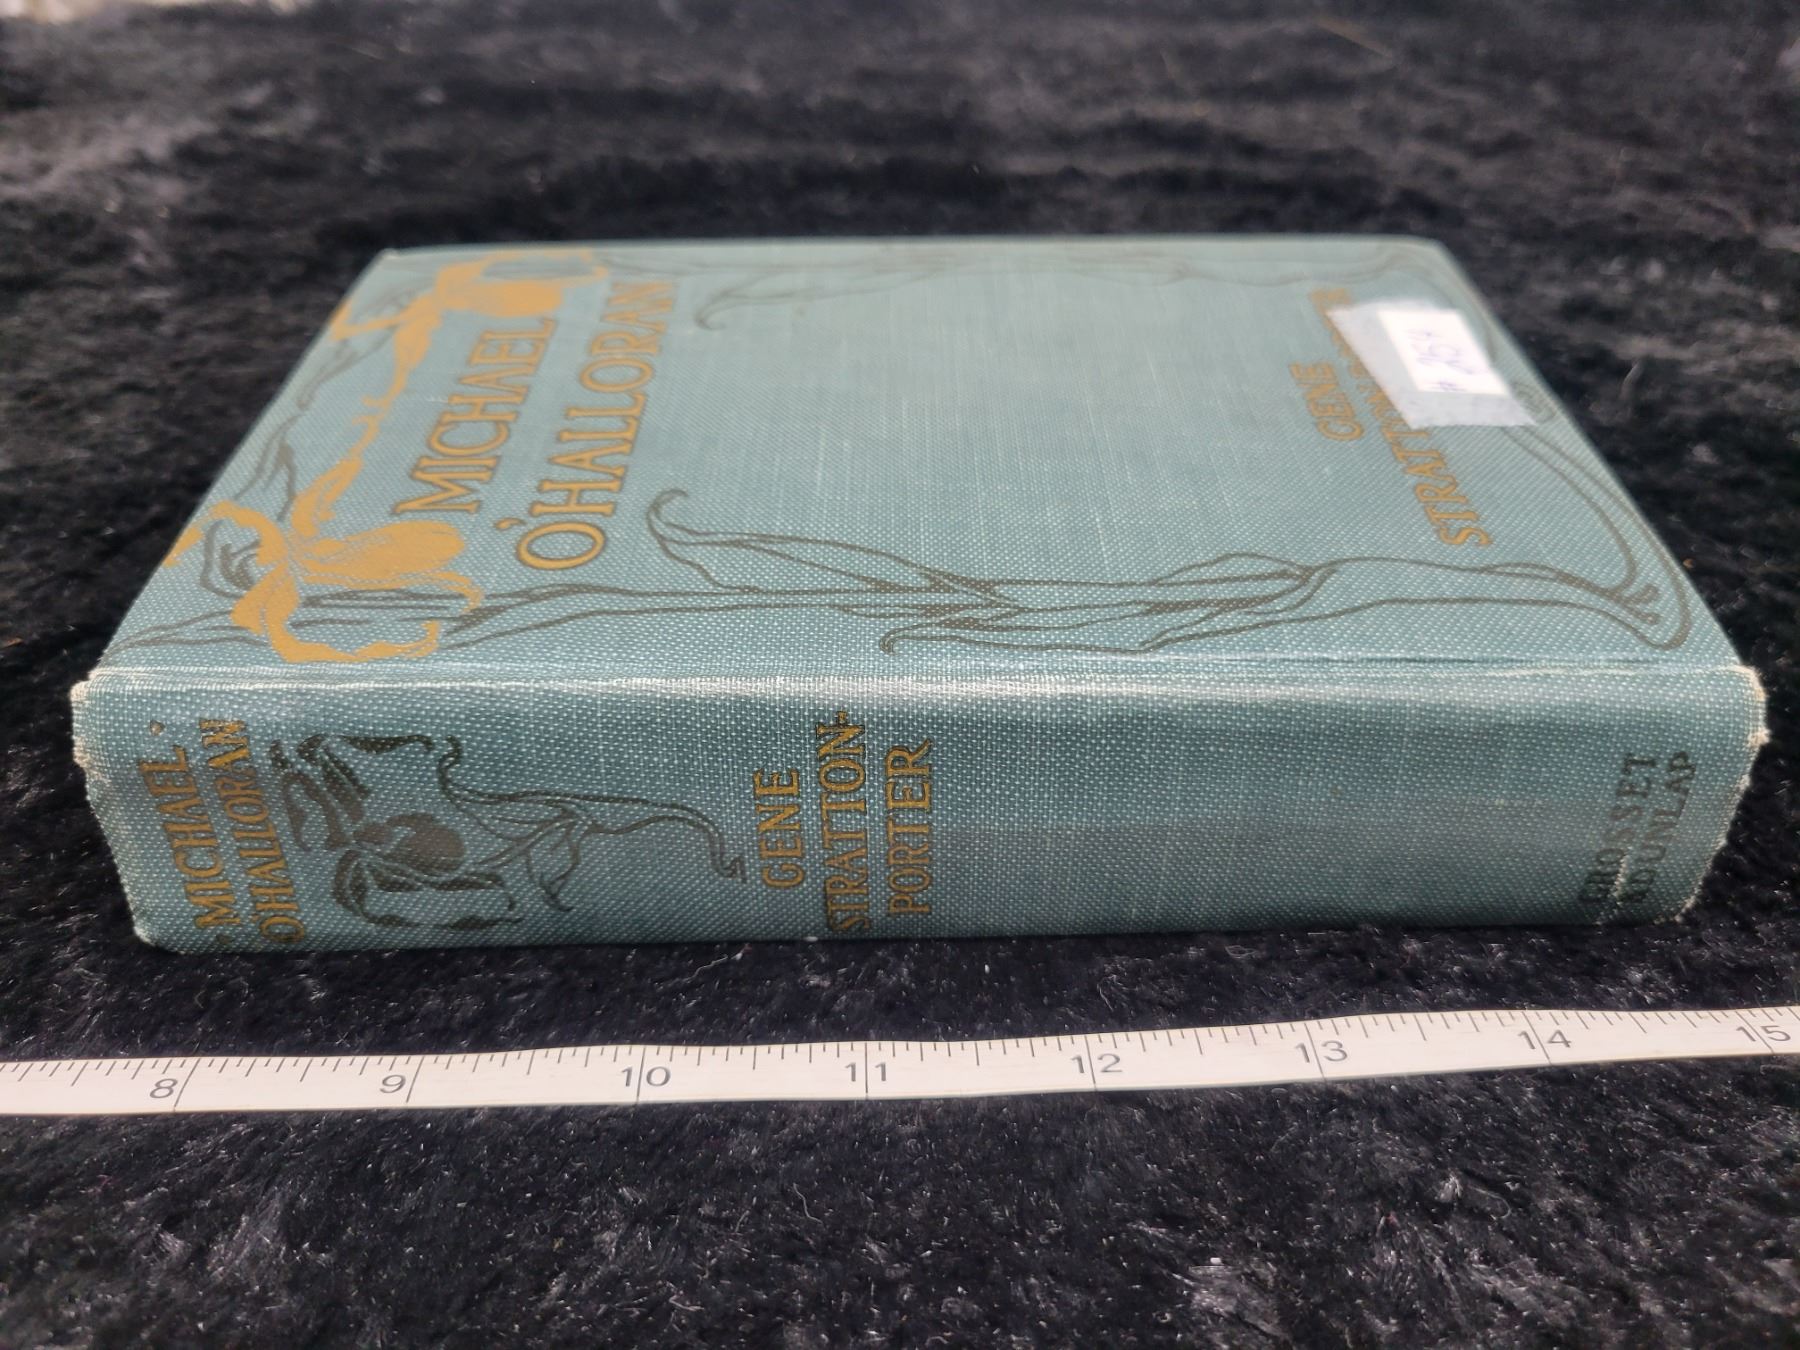 MICHAEL
O'HALLORAN
GENE
STRATTON-PORTER
MICHAEL
O'HALLORAN
GENE
STRATTON-
PORTER
GROSSET
& DUNLAP
8 9 10 11 12 13 14 15